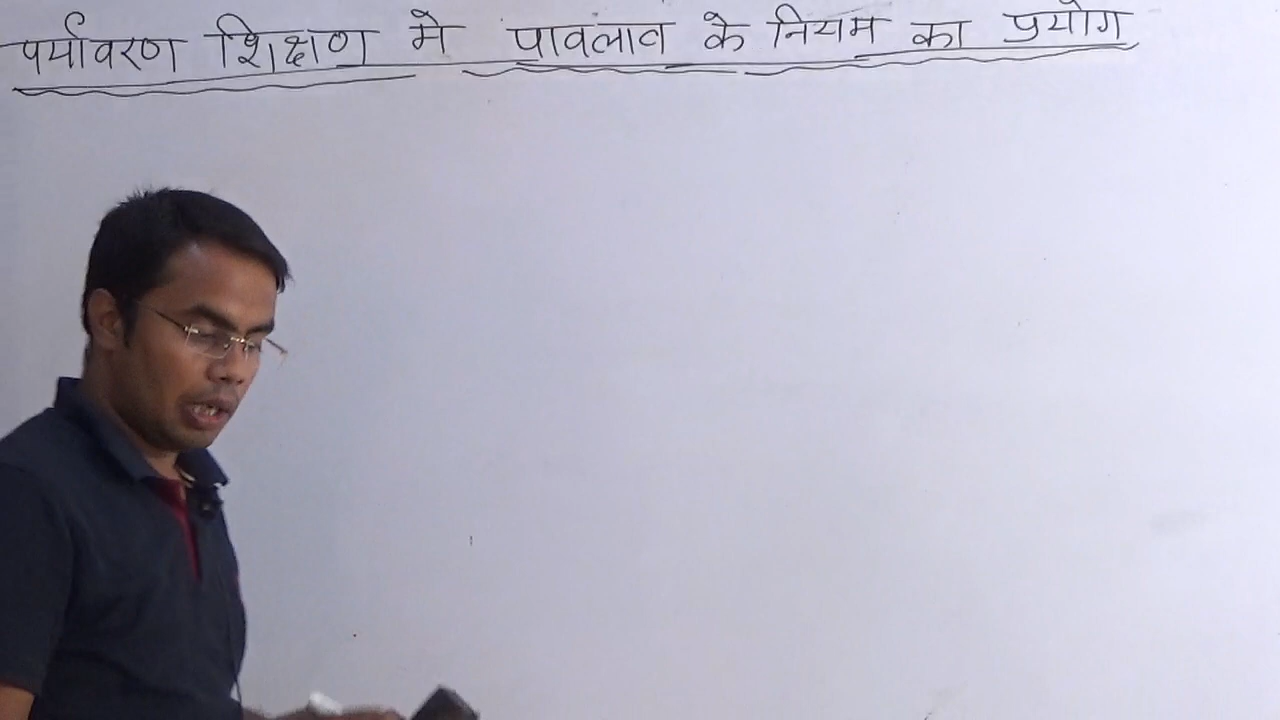 पर्यावरण शिक्षण मे पावलाव के नियम का प्रयोग